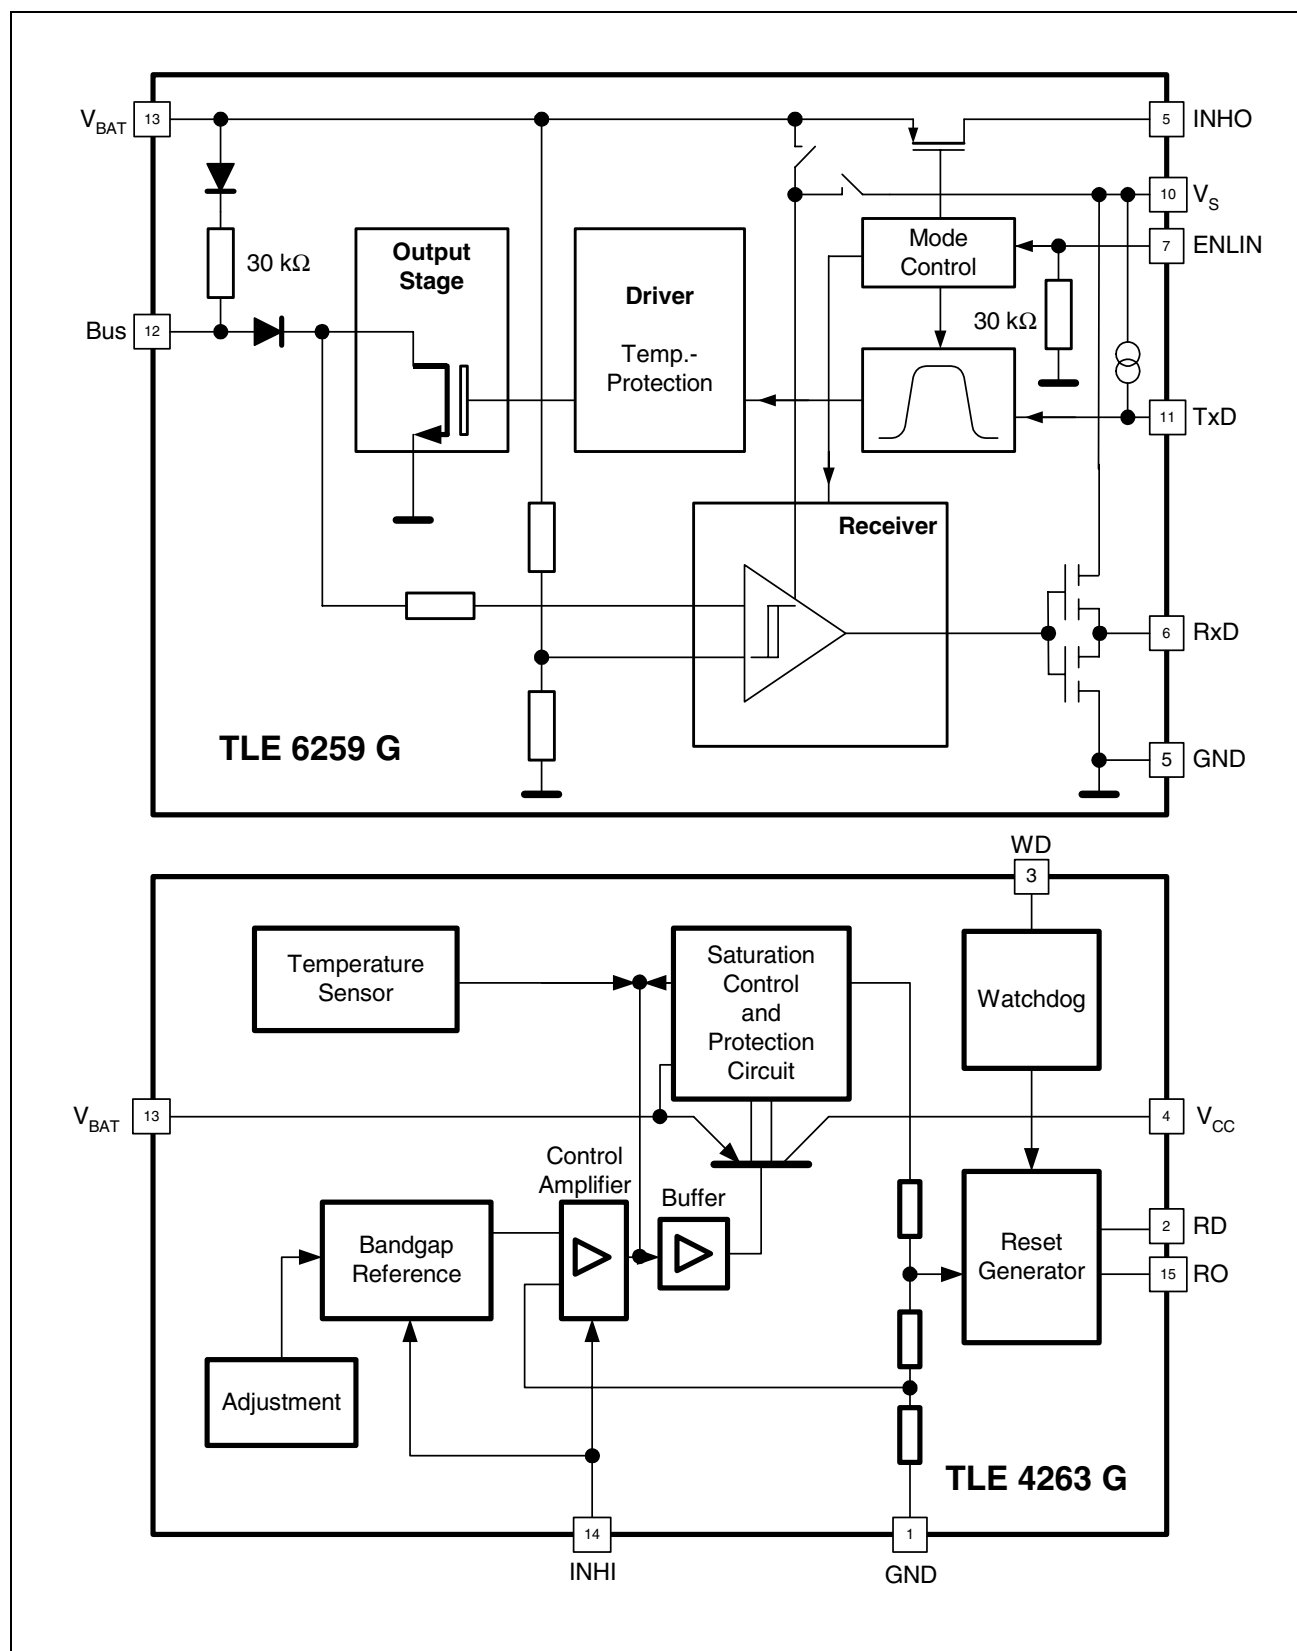 V_BAT
13
5
INHO
10
V_S
7
ENLIN
30 kΩ
Output
Stage
Driver
Temp.-
Protection
Mode
Control
30 kΩ
Bus
12
11
TxD
Receiver
6
RxD
TLE 6259 G
5
GND
WD
3
Temperature
Sensor
Saturation
Control
and
Protection
Circuit
Watchdog
V_BAT
13
4
V_CC
Control
Amplifier
Buffer
Bandgap
Reference
Reset
Generator
2
RD
15
RO
Adjustment
TLE 4263 G
14
INHI
1
GND